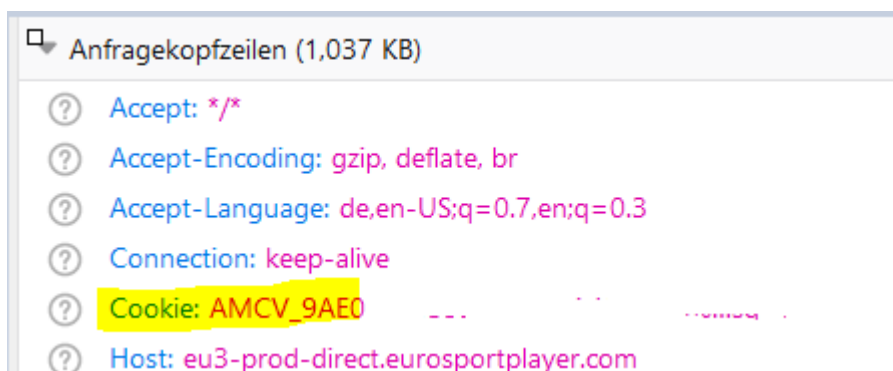 Anfragekopfzeilen (1,037 KB)
Accept: */*
Accept-Encoding: gzip, deflate, br
Accept-Language: de,en-US;q=0.7,en;q=0.3
Connection: keep-alive
Cookie: AMCV_9AE0
Host: eu3-prod-direct.eurosportplayer.com